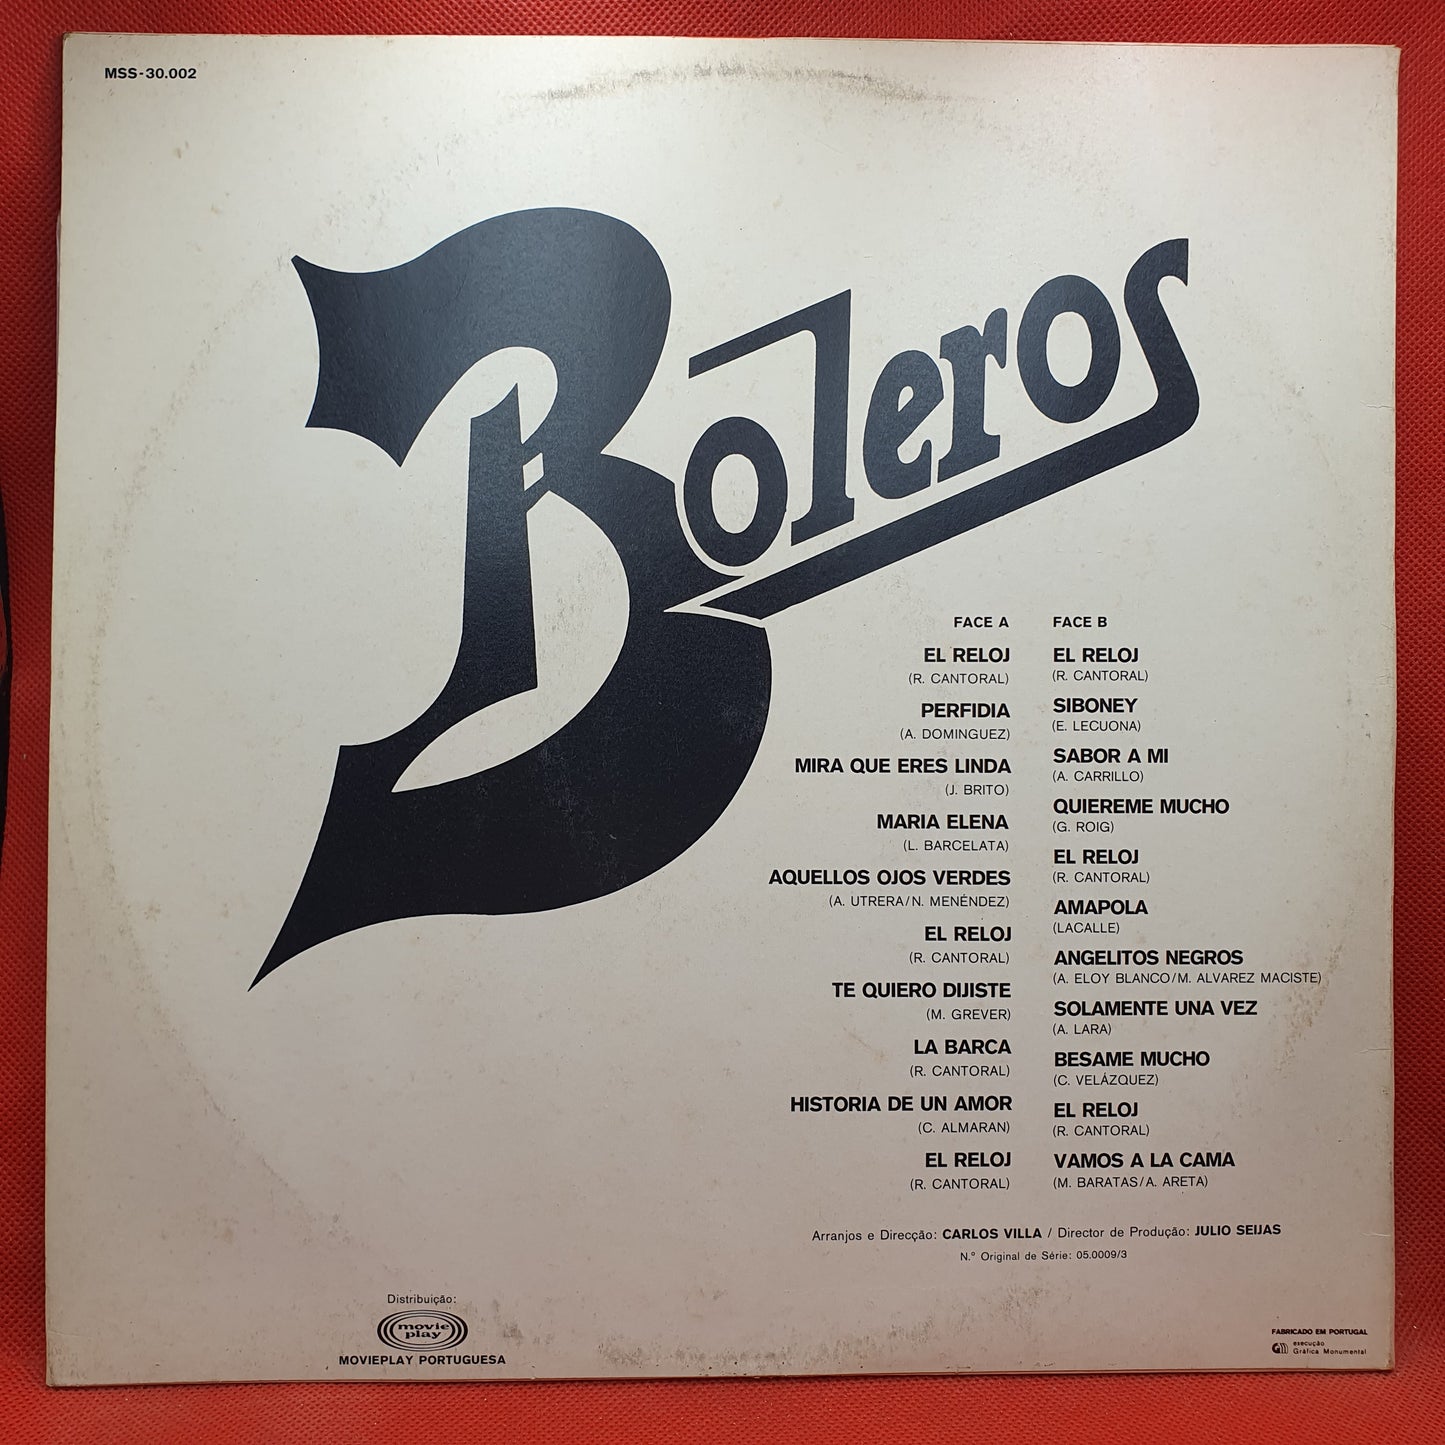 MSS-30.002
Boleros
FACE A
EL RELOJ
(R. CANTORAL)
PERFIDIA
(A. DOMINGUEZ)
MIRA QUE ERES LINDA
(J. BRITO)
MARIA ELENA
(L. BARCELATA)
AQUELLOS OJOS VERDES
(A. UTRERA/N. MENÉNDEZ)
EL RELOJ
(R. CANTORAL)
TE QUIERO DIJISTE
(M. GREVER)
LA BARCA
(R. CANTORAL)
HISTORIA DE UN AMOR
(C. ALMARAN)
EL RELOJ
(R. CANTORAL)
FACE B
EL RELOJ
(R. CANTORAL)
SIBONEY
(E. LECUONA)
SABOR A MI
(A. CARRILLO)
QUIEREME MUCHO
(G. ROIG)
EL RELOJ
(R. CANTORAL)
AMAPOLA
(LACALLE)
ANGELITOS NEGROS
(A. ELOY BLANCO/M. ALVAREZ MACISTE)
SOLAMENTE UNA VEZ
(A. LARA)
BESAME MUCHO
(C. VELÁZQUEZ)
EL RELOJ
(R. CANTORAL)
VAMOS A LA CAMA
(M. BARATAS/A. ARETA)
Arranjos e Direcção: CARLOS VILLA / Director de Produção: JULIO SEIJAS
N.º Original de Série: 05.0009/3
Distribuição:
movie
play
MOVIEPLAY PORTUGUESA
FABRICADO EM PORTUGAL
execução
Gráfica Monumental